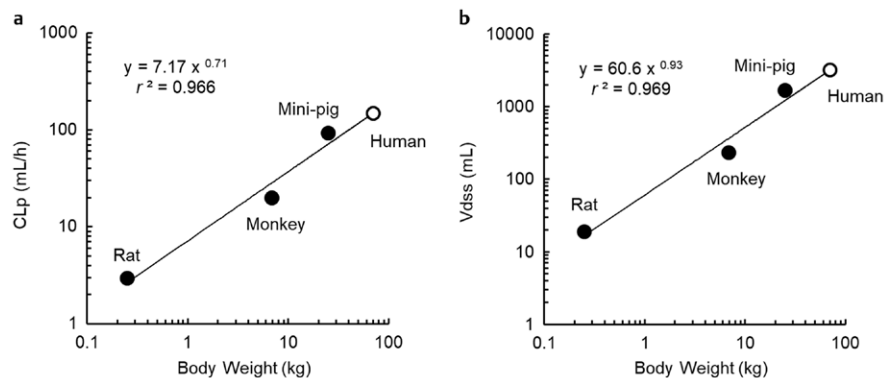 a
1000
100
10
1
CLp (mL/h)
y = 7.17 x 0.71
r 2 = 0.966
Mini-pig
Human
Monkey
Rat
0.1
1
10
100
Body Weight (kg)
b
10000
1000
100
10
1
Vdss (mL)
y = 60.6 x 0.93
r 2 = 0.969
Mini-pig
Human
Monkey
Rat
0.1
1
10
100
Body Weight (kg)